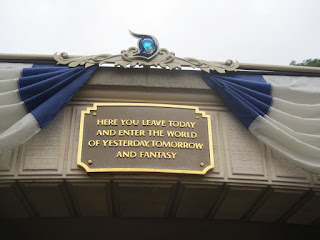 HERE YOU LEAVE TODAY
AND ENTER THE WORLD
OF YESTERDAY, TOMORROW
AND FANTASY